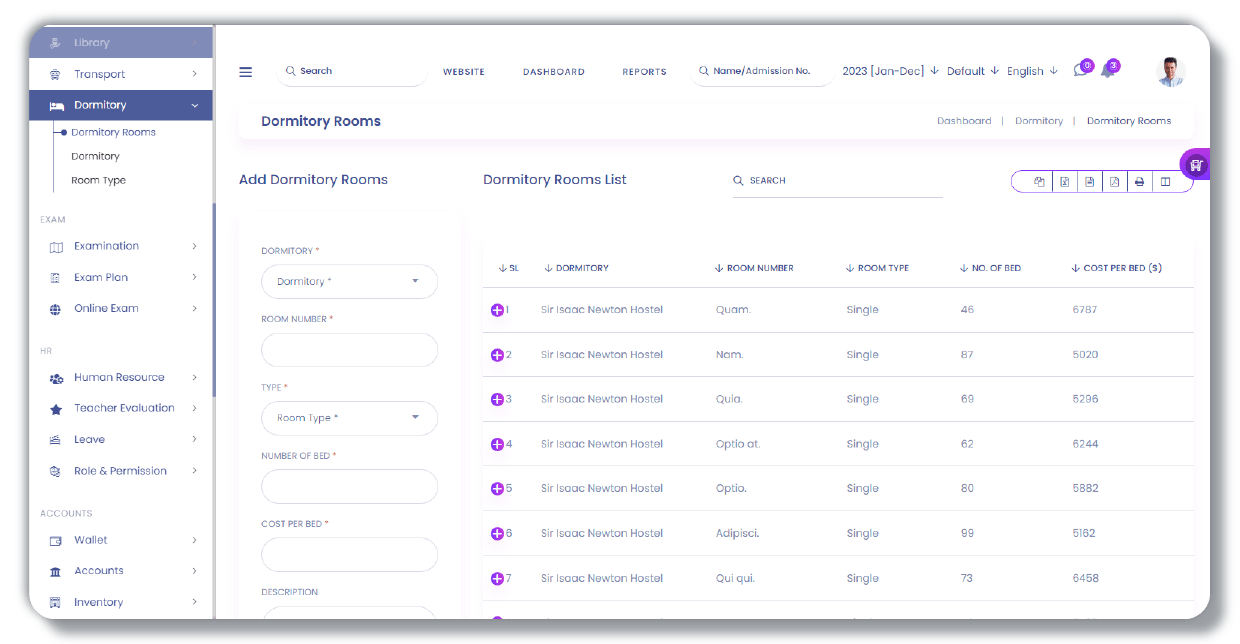 Library
Transport
Dormitory
Dormitory Rooms
Dormitory
Room Type
EXAM
Examination
Exam Plan
Online Exam
HR
Human Resource
Teacher Evaluation
Leave
Role & Permission
ACCOUNTS
Wallet
Accounts
Inventory
Search WEBSITE DASHBOARD REPORTS Name/Admission No. 2023 [Jan-Dec] Default English 0 3
Dormitory Rooms Dashboard | Dormitory | Dormitory Rooms
Add Dormitory Rooms
DORMITORY *
Dormitory *
ROOM NUMBER *
TYPE *
Room Type *
NUMBER OF BED *
COST PER BED *
DESCRIPTION
Dormitory Rooms List SEARCH
SL DORMITORY ROOM NUMBER ROOM TYPE NO. OF BED COST PER BED ($)
1 Sir Isaac Newton Hostel Quam. Single 46 6787
2 Sir Isaac Newton Hostel Nam. Single 87 5020
3 Sir Isaac Newton Hostel Quia. Single 69 5296
4 Sir Isaac Newton Hostel Optio at. Single 62 6244
5 Sir Isaac Newton Hostel Optio. Single 80 5882
6 Sir Isaac Newton Hostel Adipisci. Single 99 5162
7 Sir Isaac Newton Hostel Qui qui. Single 73 6458